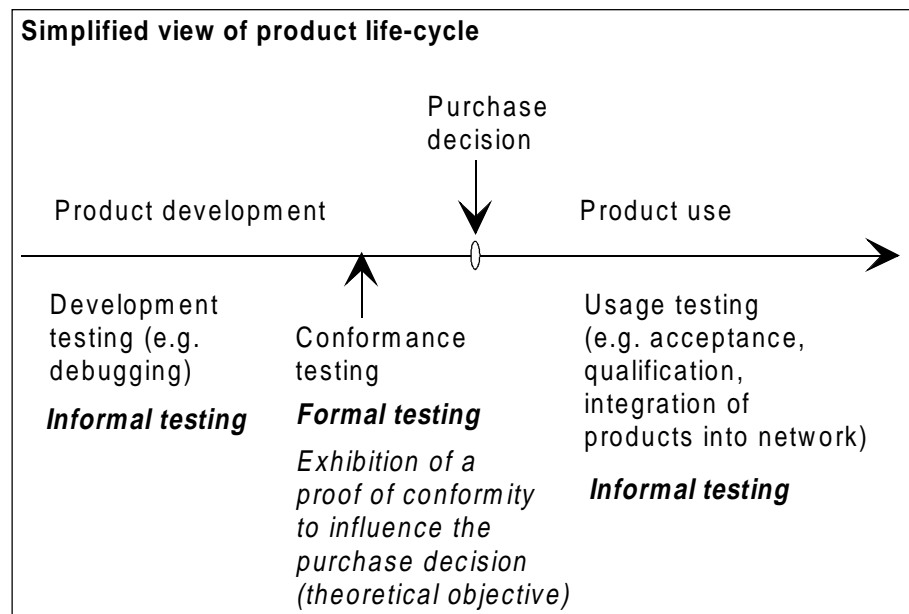 Simplified view of product life-cycle
Purchase
decision
Product development
Product use
Development
testing (e.g.
debugging)
Informal testing
Conformance
testing
Formal testing
Exhibition of a
proof of conformity
to influence the
purchase decision
(theoretical objective)
Usage testing
(e.g. acceptance,
qualification,
integration of
products into network)
Informal testing